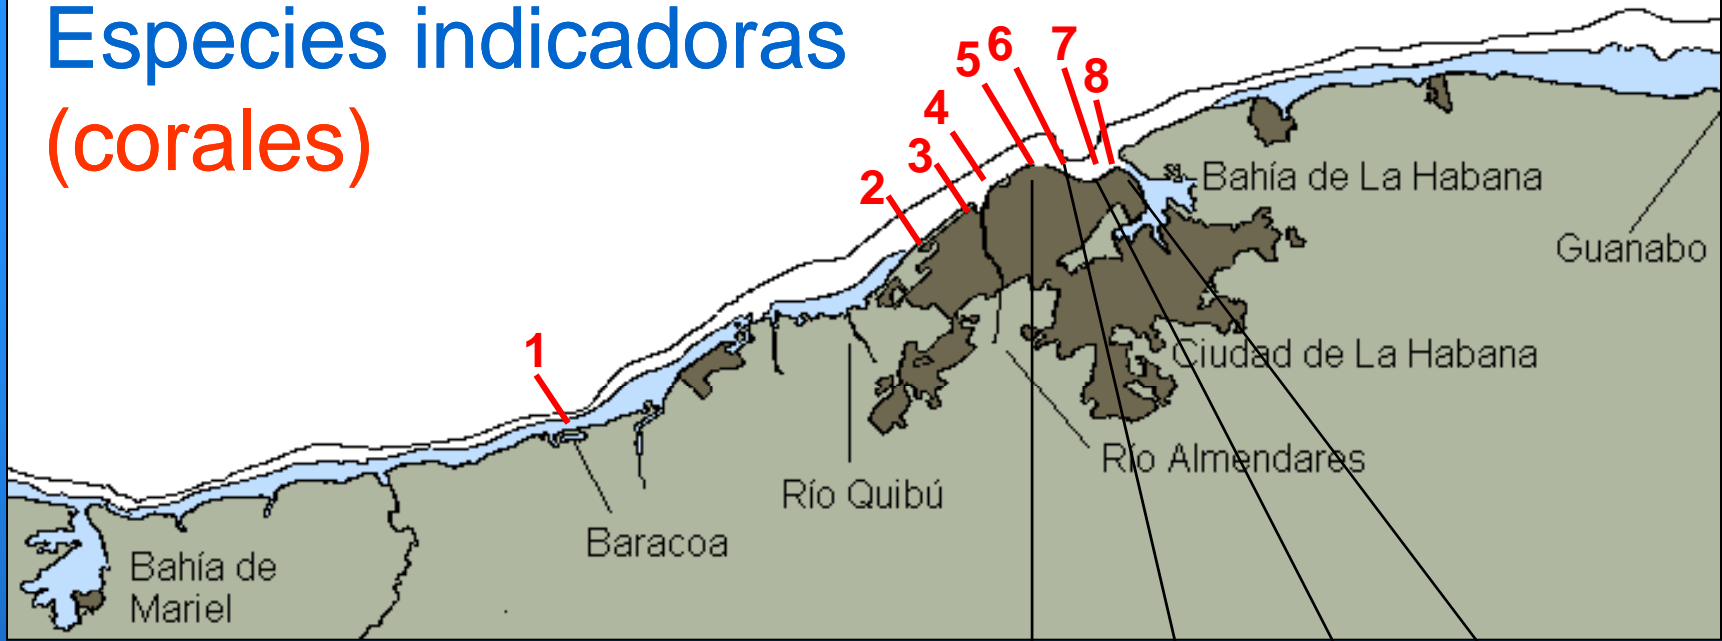 Especies indicadoras
(corales)
1
2
3
4
5
6
7
8
Bahía de La Habana
Guanabo
Ciudad de La Habana
Río Almendares
Río Quibú
Baracoa
Bahía de
Mariel